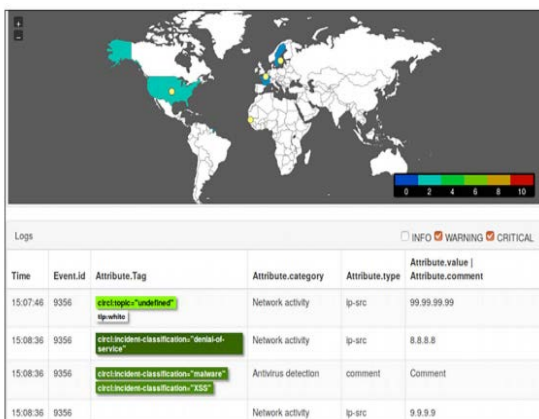 +
-
0 2 4 6 8 10
Logs
INFO WARNING CRITICAL
Time Event.id Attribute.Tag Attribute.category Attribute.type Attribute.value |
Attribute.comment
15:07:46 9356 circl:topic="undefined" Network activity ip-src 99.99.99.99
tlp:white
15:08:36 9356 circl:incident-classification="denial-of-
service" Network activity ip-src 8.8.8.8
15:08:36 9356 circl:incident-classification="malware" Antivirus detection comment Comment
circl:incident-classification="XSS"
15:08:36 9356 Network activity ip-src 9.9.9.9